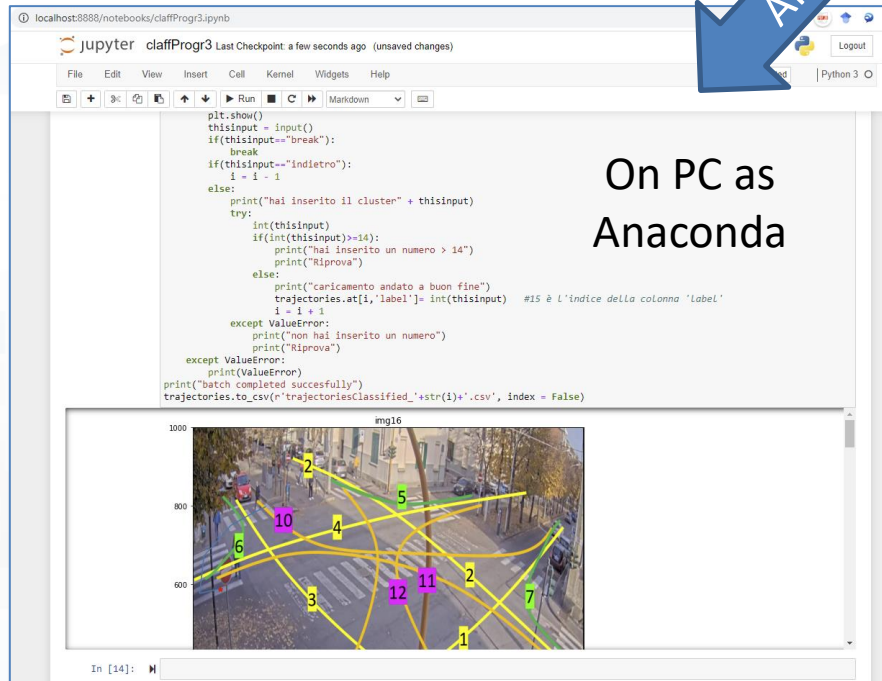 localhost:8888/notebooks/claffProgr3.ipynb
Jupyter claffProgr3 Last Checkpoint: a few seconds ago (unsaved changes)
Logout
File Edit View Insert Cell Kernel Widgets Help
Python 3
Run Markdown
plt.show()
thisinput = input()
if(thisinput=="break"):
break
if(thisinput=="indietro"):
i = i - 1
else:
print("hai inserito il cluster" + thisinput)
try:
int(thisinput)
if(int(thisinput)>=14):
print("hai inserito un numero > 14")
print("Riprova")
else:
print("caricamento andato a buon fine")
trajectories.at[i,'label']= int(thisinput) #15 è l'indice della colonna 'label'
i = i + 1
except ValueError:
print("non hai inserito un numero")
print("Riprova")
except ValueError:
print(ValueError)
print("batch completed succesfully")
trajectories.to_csv(r'trajectoriesClassified_'+str(i)+'.csv', index = False)
On PC as
Anaconda
img16
1000
800
600
2
5
10
4
6
2
11
12
3
7
1
In [14]: